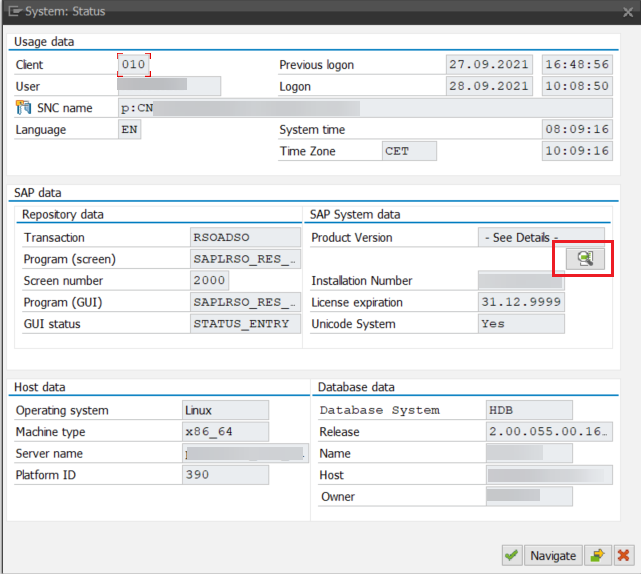 System: Status
Usage data
Client 010 Previous logon 27.09.2021 16:48:56
User Logon 28.09.2021 10:08:50
SNC name p:CN
Language EN System time 08:09:16
Time Zone CET 10:09:16
SAP data
Repository data SAP System data
Transaction RSOADSO Product Version - See Details -
Program (screen) SAPLRSO_RES_..
Screen number 2000 Installation Number
Program (GUI) SAPLRSO_RES_.. License expiration 31.12.9999
GUI status STATUS_ENTRY Unicode System Yes
Host data Database data
Operating system Linux Database System HDB
Machine type x86_64 Release 2.00.055.00.16..
Server name Name
Platform ID 390 Host
Owner
Navigate